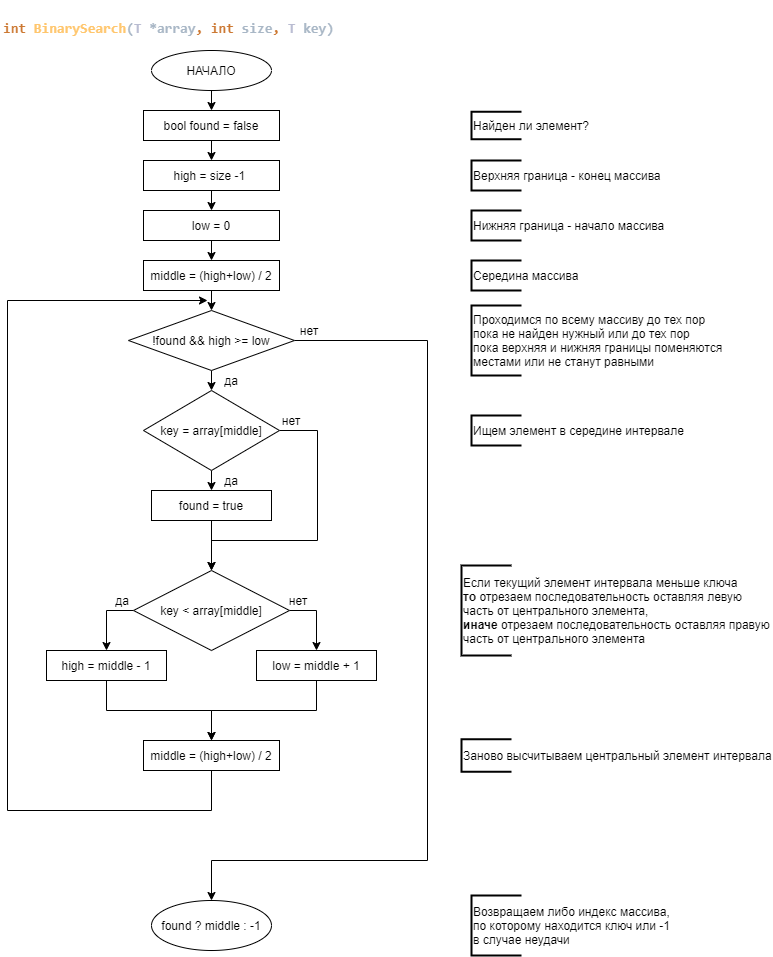 int BinarySearch(T *array, int size, T key)
НАЧАЛО
bool found = false
Найден ли элемент?
high = size -1
Верхняя граница - конец массива
low = 0
Нижняя граница - начало массива
middle = (high+low) / 2
Середина массива
!found && high >= low
нет
да
Проходимся по всему массиву до тех пор
пока не найден нужный или до тех пор
пока верхняя и нижняя границы поменяются
местами или не станут равными
key = array[middle]
нет
да
Ищем элемент в середине интервале
found = true
key < array[middle]
да
нет
Если текущий элемент интервала меньше ключа
то отрезаем последовательность оставляя левую
часть от центрального элемента,
иначе отрезаем последовательность оставляя правую
часть от центрального элемента
high = middle - 1
low = middle + 1
middle = (high+low) / 2
Заново высчитываем центральный элемент интервала
found ? middle : -1
Возвращаем либо индекс массива,
по которому находится ключ или -1
в случае неудачи